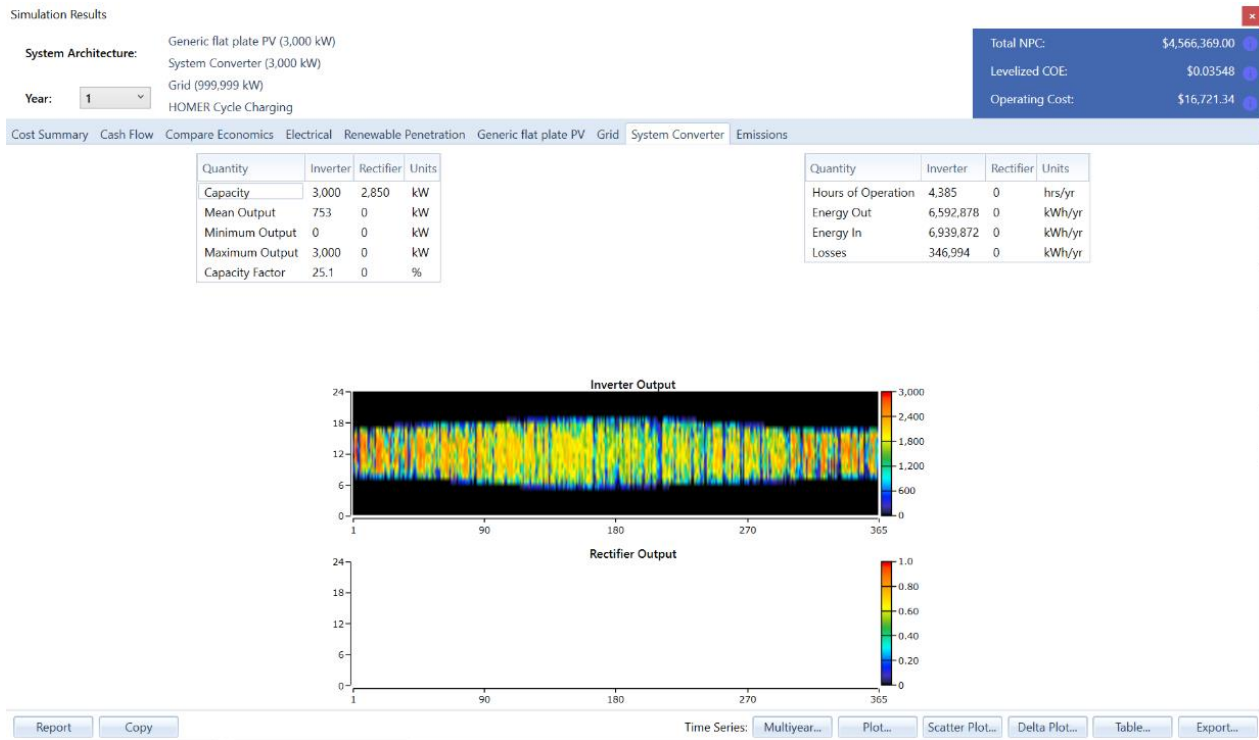 Simulation Results
System Architecture:
Generic flat plate PV (3,000 kW)
System Converter (3,000 kW)
Grid (999,999 kW)
HOMER Cycle Charging
Year: 1
Total NPC: $4,566,369.00
Levelized COE: $0.03548
Operating Cost: $16,721.34
Cost Summary Cash Flow Compare Economics Electrical Renewable Penetration Generic flat plate PV Grid System Converter Emissions
Quantity Inverter Rectifier Units
Capacity 3,000 2,850 kW
Mean Output 753 0 kW
Minimum Output 0 0 kW
Maximum Output 3,000 0 kW
Capacity Factor 25.1 0 %
Quantity Inverter Rectifier Units
Hours of Operation 4,385 0 hrs/yr
Energy Out 6,592,878 0 kWh/yr
Energy In 6,939,872 0 kWh/yr
Losses 346,994 0 kWh/yr
Inverter Output
24
18
12
6
0
1 90 180 270 365
3,000
2,400
1,800
1,200
600
0
Rectifier Output
24
18
12
6
0
1 90 180 270 365
1.0
0.80
0.60
0.40
0.20
0
Report Copy Time Series: Multiyear... Plot... Scatter Plot... Delta Plot... Table... Export...